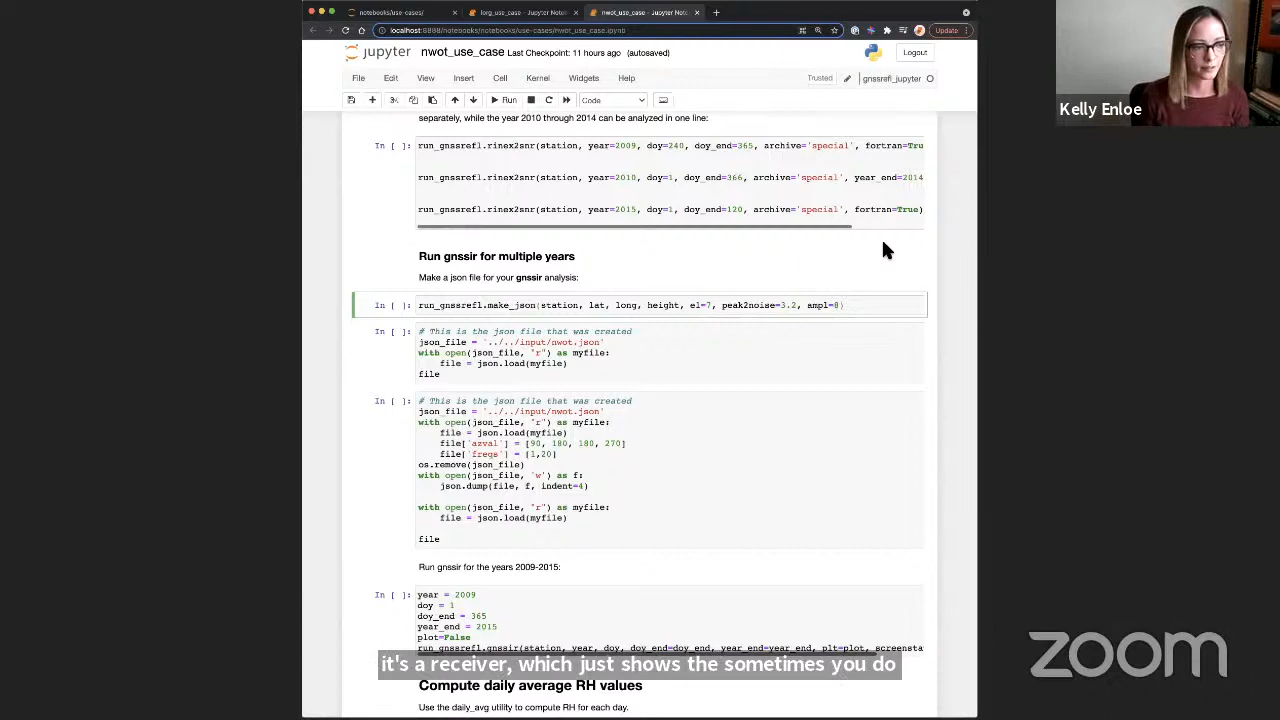 notebooks/use-cases/
lorg_use_case - Jupyter Note
nwot_use_case - Jupyter Note
localhost:8888/notebooks/notebooks/use-cases/nwot_use_case.ipynb
Update
jupyter nwot_use_case Last Checkpoint: 11 hours ago (autosaved)
Logout
File Edit View Insert Cell Kernel Widgets Help
Trusted gnssrefl_jupyter
Run Code
separately, while the year 2010 through 2014 can be analyzed in one line:
In [ ]: run_gnssrefl.rinex2snr(station, year=2009, doy=240, doy_end=365, archive='special', fortran=Tru
run_gnssrefl.rinex2snr(station, year=2010, doy=1, doy_end=366, archive='special', year_end=2014
run_gnssrefl.rinex2snr(station, year=2015, doy=1, doy_end=120, archive='special', fortran=True)
Run gnssir for multiple years
Make a json file for your gnssir analysis:
In [ ]: run_gnssrefl.make_json(station, lat, long, height, e1=7, peak2noise=3.2, ampl=8)
In [ ]: # This is the json file that was created
json_file = '../../input/nwot.json'
with open(json_file, "r") as myfile:
file = json.load(myfile)
file
In [ ]: # This is the json file that was created
json_file = '../../input/nwot.json'
with open(json_file, "r") as myfile:
file = json.load(myfile)
file['azval'] = [90, 180, 180, 270]
file['freqs'] = [1,20]
os.remove(json_file)
with open(json_file, 'w') as f:
json.dump(file, f, indent=4)
with open(json_file, "r") as myfile:
file = json.load(myfile)
file
Run gnssir for the years 2009-2015:
In [ ]: year = 2009
doy = 1
doy_end = 365
year_end = 2015
plot=False
run_gnssrefl.gnssir(station, year, doy, doy_end=doy_end, year_end=year_end, plt=plot, screensta
it's a receiver, which just shows the sometimes you do
Compute daily average RH values
Use the daily_avg utility to compute RH for each day.
Kelly Enloe
zoom